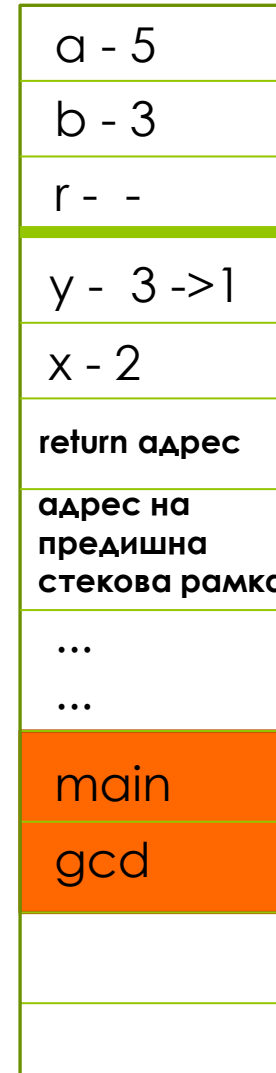 a - 5
b - 3
r - -
y - 3 ->1
x - 2
return адрес
адрес на
предишна
стекова рамка
...
...
main
gcd